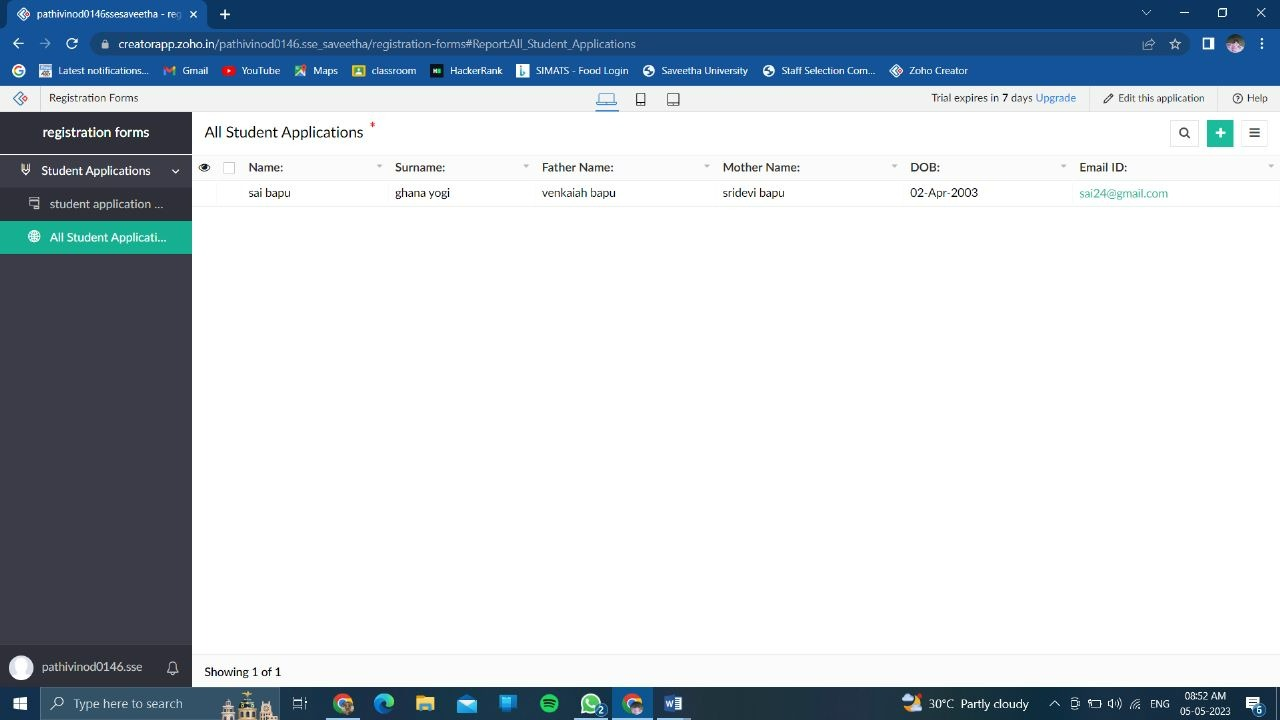 pathivinod0146ssesaveetha - reg
creatorapp.zoho.in/pathivinod0146.sse_saveetha/registration-forms#Report:All_Student_Applications
Latest notifications... Gmail YouTube Maps classroom HackerRank SIMATS - Food Login Saveetha University Staff Selection Com... Zoho Creator
Registration Forms Trial expires in 7 days Upgrade Edit this application Help
registration forms
All Student Applications *
Student Applications
student application ...
All Student Applicati...
Name: Surname: Father Name: Mother Name: DOB: Email ID:
sai bapu ghana yogi venkaiah bapu sridevi bapu 02-Apr-2003 sai24@gmail.com
pathivinod0146.sse
Showing 1 of 1
Type here to search 2 30°C Partly cloudy ENG 08:52 AM 6
05-05-2023